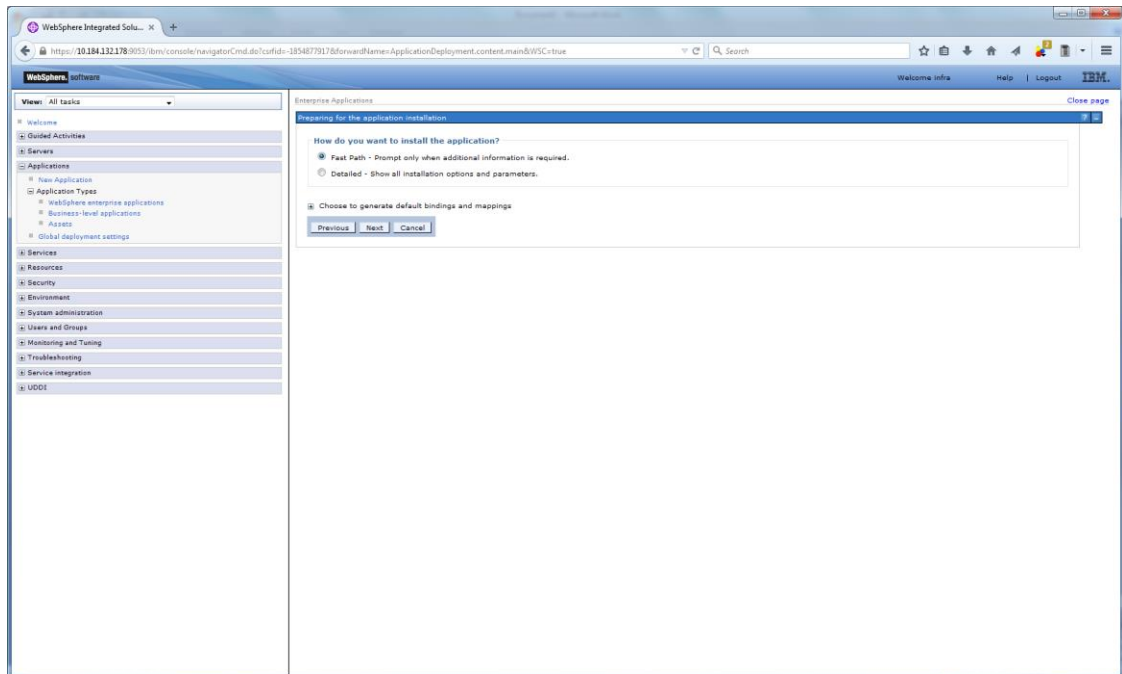 WebSphere Integrated Solu... × +
https://10.184.132.178:9053/ibm/console/navigatorCmd.do?csrfid=-1854877917&forwardName=ApplicationDeployment.content.main&WSC=true
Search
2
WebSphere. software
Welcome infra Help | Logout IBM.
View: All tasks
Welcome
Guided Activities
Servers
Applications
New Application
Application Types
WebSphere enterprise applications
Business-level applications
Assets
Global deployment settings
Services
Resources
Security
Environment
System administration
Users and Groups
Monitoring and Tuning
Troubleshooting
Service integration
UDDI
Enterprise Applications Close page
Preparing for the application installation ? -
How do you want to install the application?
Fast Path - Prompt only when additional information is required.
Detailed - Show all installation options and parameters.
Choose to generate default bindings and mappings
Previous Next Cancel